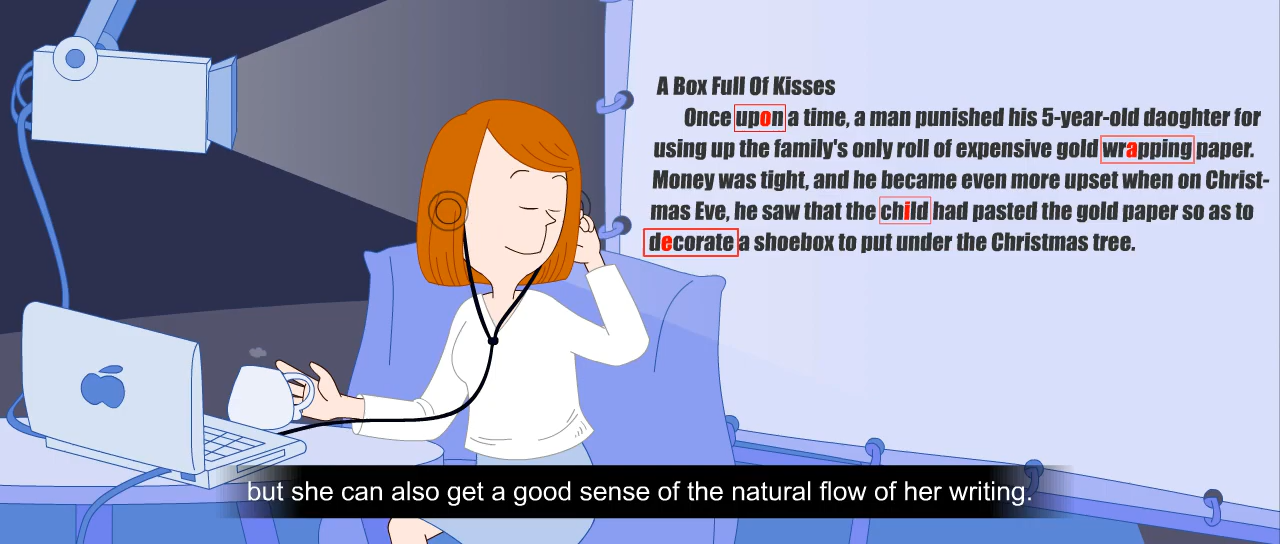 A Box Full Of Kisses
Once upon a time, a man punished his 5-year-old daoghter for
using up the family's only roll of expensive gold wrapping paper.
Money was tight, and he became even more upset when on Christ-
mas Eve, he saw that the child had pasted the gold paper so as to
decorate a shoebox to put under the Christmas tree.
but she can also get a good sense of the natural flow of her writing.